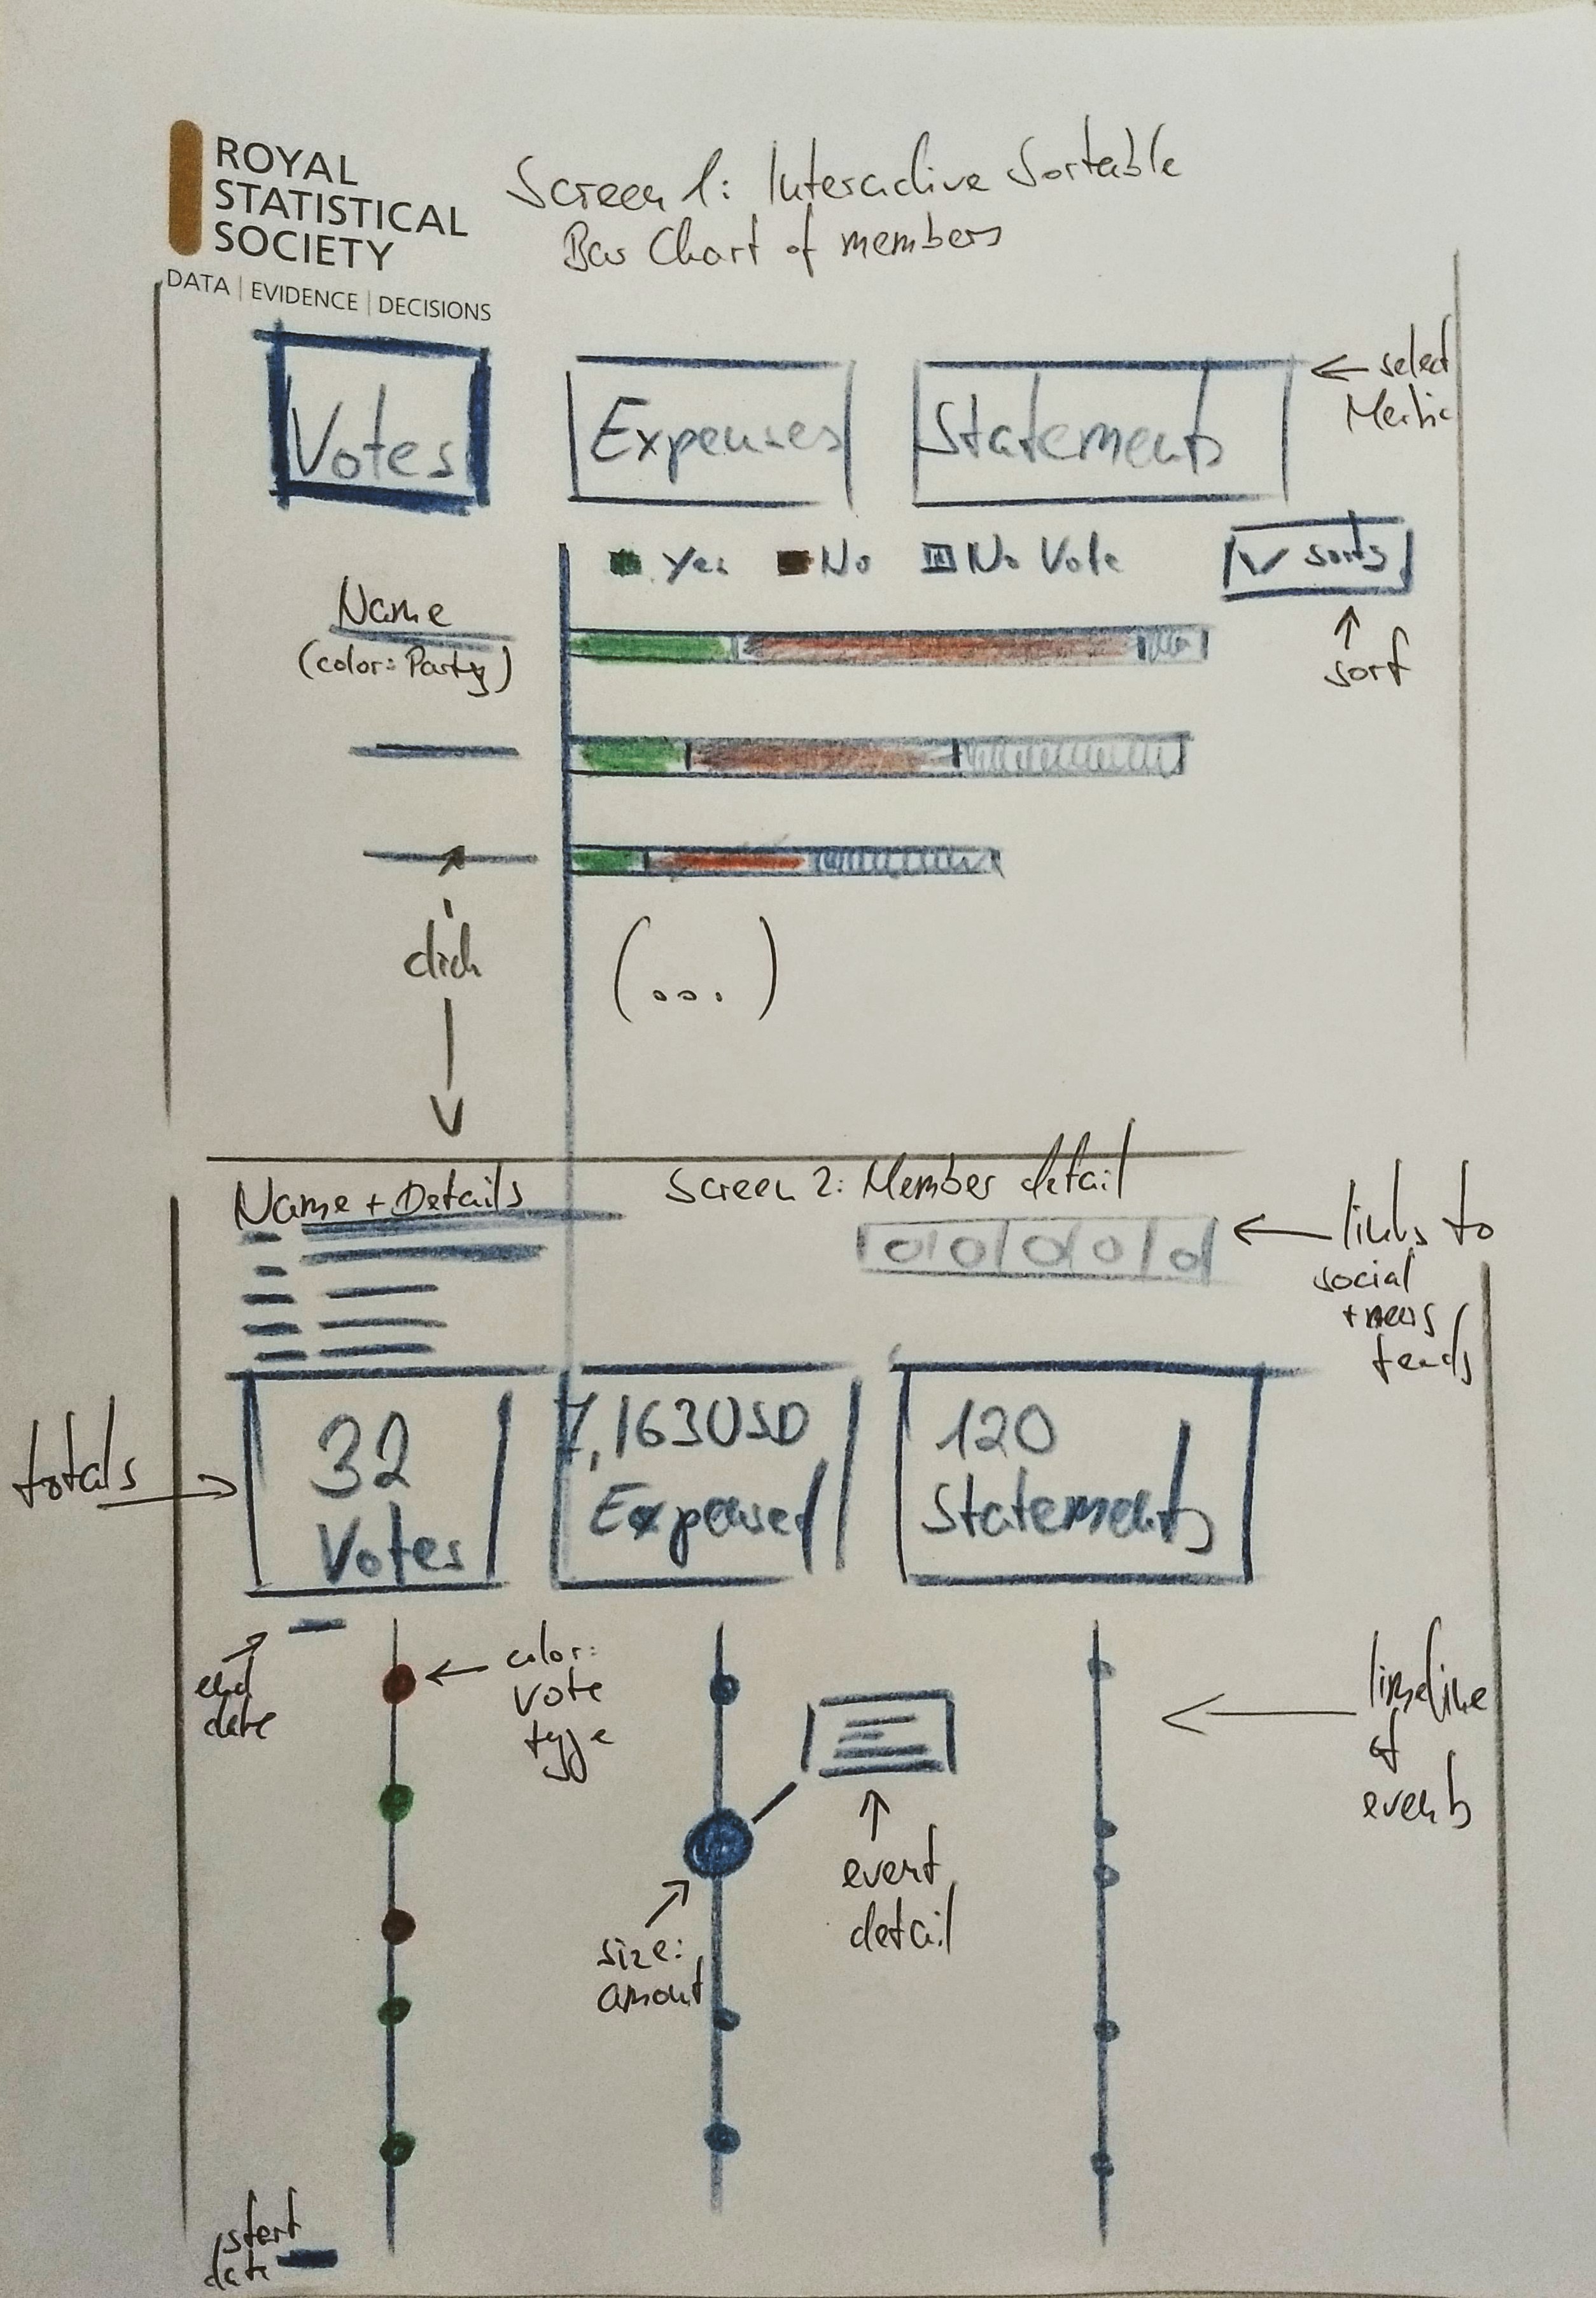 ROYAL
STATISTICAL
SOCIETY
DATA | EVIDENCE | DECISIONS
Screen 1: Interactive Sortable
Bar Chart of members
Votes
Expenses
Statements
← select
Metric
Yes
No
No Vote
sort
Name
(color: Party)
click
(...)
Screen 2: Member detail
Name + Details
links to
social
+ news
feeds
totals
32
Votes
7,163 USD
Expensed
120
Statements
end
date
color:
vote
type
size:
amount
event
detail
timeline
of
events
start
date